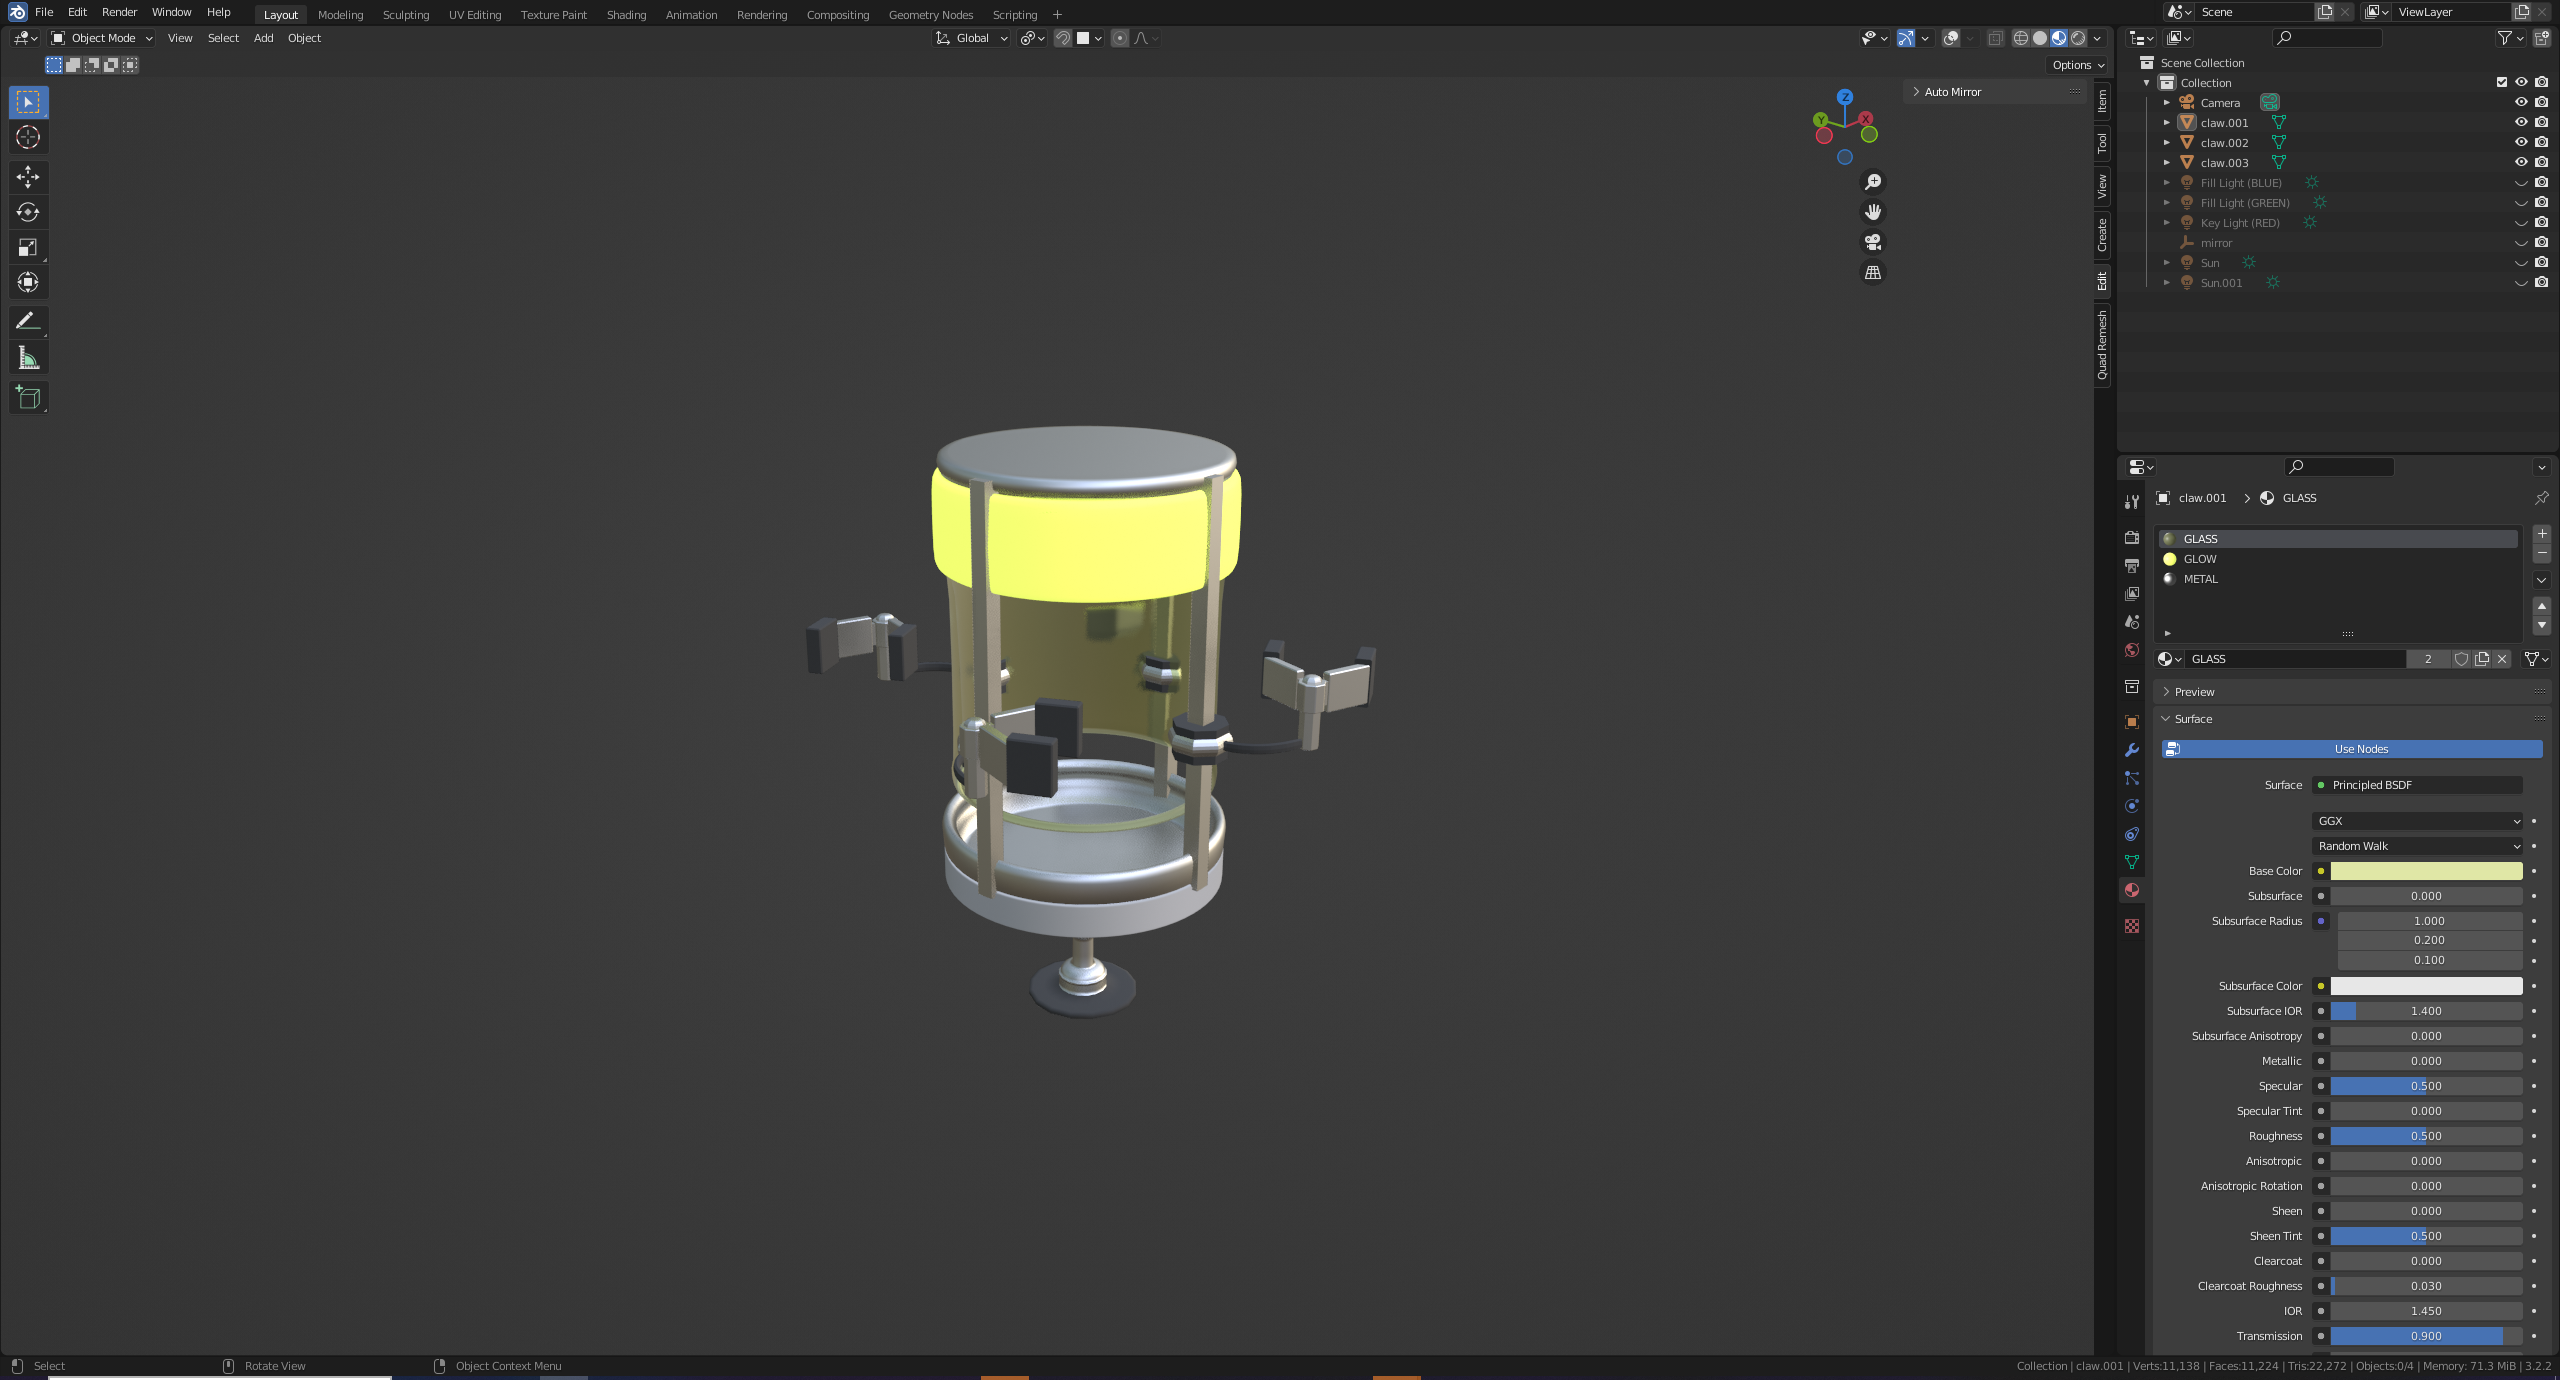 File Edit Render Window Help Layout Modeling Sculpting UV Editing Texture Paint Shading Animation Rendering Compositing Geometry Nodes Scripting + Scene ViewLayer
Object Mode View Select Add Object Global
Options
Auto Mirror
Item
Tool
View
Create
Edit
Quad Remesh
Z
Y
X
Scene Collection
Collection
Camera
claw.001
claw.002
claw.003
Fill Light (BLUE)
Fill Light (GREEN)
Key Light (RED)
mirror
Sun
Sun.001
claw.001 > GLASS
GLASS
GLOW
METAL
GLASS 2
Preview
Surface
Use Nodes
Surface Principled BSDF
GGX
Random Walk
Base Color
Subsurface 0.000
Subsurface Radius 1.000
0.200
0.100
Subsurface Color
Subsurface IOR 1.400
Subsurface Anisotropy 0.000
Metallic 0.000
Specular 0.500
Specular Tint 0.000
Roughness 0.500
Anisotropic 0.000
Anisotropic Rotation 0.000
Sheen 0.000
Sheen Tint 0.500
Clearcoat 0.000
Clearcoat Roughness 0.030
IOR 1.450
Transmission 0.900
Select Rotate View Object Context Menu Collection | claw.001 | Verts:11,138 | Faces:11,224 | Tris:22,272 | Objects:0/4 | Memory: 71.3 MiB | 3.2.2